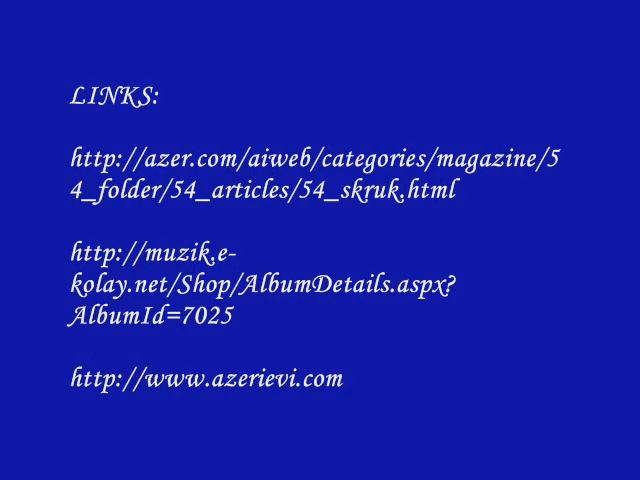 LINKS:
http://azer.com/aiweb/categories/magazine/5
4_folder/54_articles/54_skruk.html
http://muzik.e-
kolay.net/Shop/AlbumDetails.aspx?
AlbumId=7025
http://www.azerievi.com